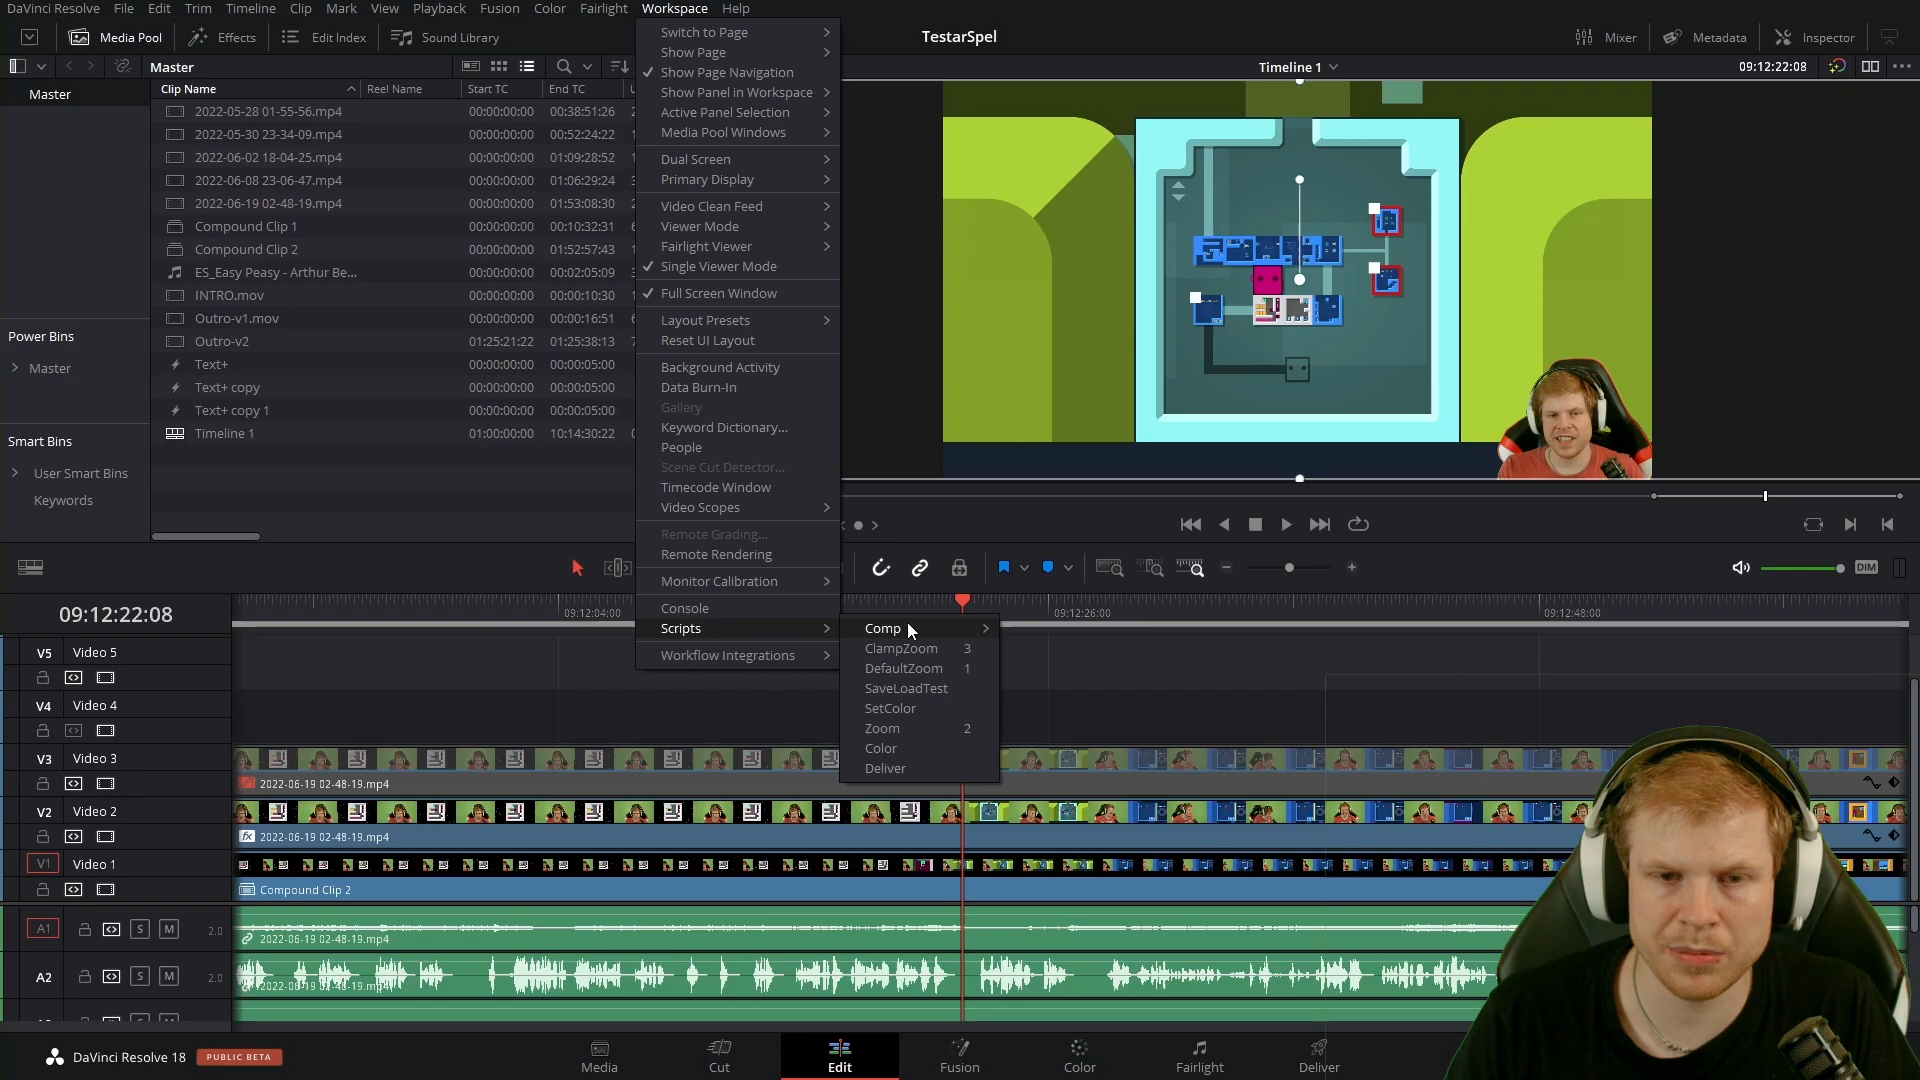 DaVinci Resolve File Edit Trim Timeline Clip Mark View Playback Fusion Color Fairlight Workspace Help
Media Pool Effects Edit Index Sound Library
TestarSpel
Mixer Metadata Inspector
Master
Timeline 1
09:12:22:08
Master
Clip Name Reel Name Start TC End TC
2022-05-28 01-55-56.mp4 00:00:00:00 00:38:51:26
2022-05-30 23-34-09.mp4 00:00:00:00 00:52:24:22
2022-06-02 18-04-25.mp4 00:00:00:00 01:09:28:52
2022-06-08 23-06-47.mp4 00:00:00:00 01:06:29:24
2022-06-19 02-48-19.mp4 00:00:00:00 01:53:08:30
Compound Clip 1 00:00:00:00 00:10:32:31
Compound Clip 2 00:00:00:00 01:52:57:43
ES_Easy Peasy - Arthur Be... 00:00:00:00 00:02:05:09
INTRO.mov 00:00:00:00 00:00:10:30
Outro-v1.mov 00:00:00:00 00:00:16:51
Outro-v2 01:25:21:22 01:25:38:13
Text+ 00:00:00:00 00:00:05:00
Text+ copy 00:00:00:00 00:00:05:00
Text+ copy 1 00:00:00:00 00:00:05:00
Timeline 1 01:00:00:00 10:14:30:22
Power Bins
Master
Smart Bins
User Smart Bins
Keywords
Switch to Page
Show Page
Show Page Navigation
Show Panel in Workspace
Active Panel Selection
Media Pool Windows
Dual Screen
Primary Display
Video Clean Feed
Viewer Mode
Fairlight Viewer
Single Viewer Mode
Full Screen Window
Layout Presets
Reset UI Layout
Background Activity
Data Burn-In
Gallery
Keyword Dictionary...
People
Scene Cut Detector...
Timecode Window
Video Scopes
Remote Grading...
Remote Rendering
Monitor Calibration
Console
Scripts
Workflow Integrations
Comp
ClampZoom 3
DefaultZoom 1
SaveLoadTest
SetColor
Zoom 2
Color
Deliver
DIM
09:12:22:08
09:12:04:00
09:12:26:00
09:12:48:00
V5 Video 5
V4 Video 4
V3 Video 3
2022-06-19 02-48-19.mp4
V2 Video 2
fx 2022-06-19 02-48-19.mp4
V1 Video 1
Compound Clip 2
A1 S M 2.0
2022-06-19 02-48-19.mp4
A2 S M 2.0
2022-06-19 02-48-19.mp4
DaVinci Resolve 18 PUBLIC BETA
Media Cut Edit Fusion Color Fairlight Deliver